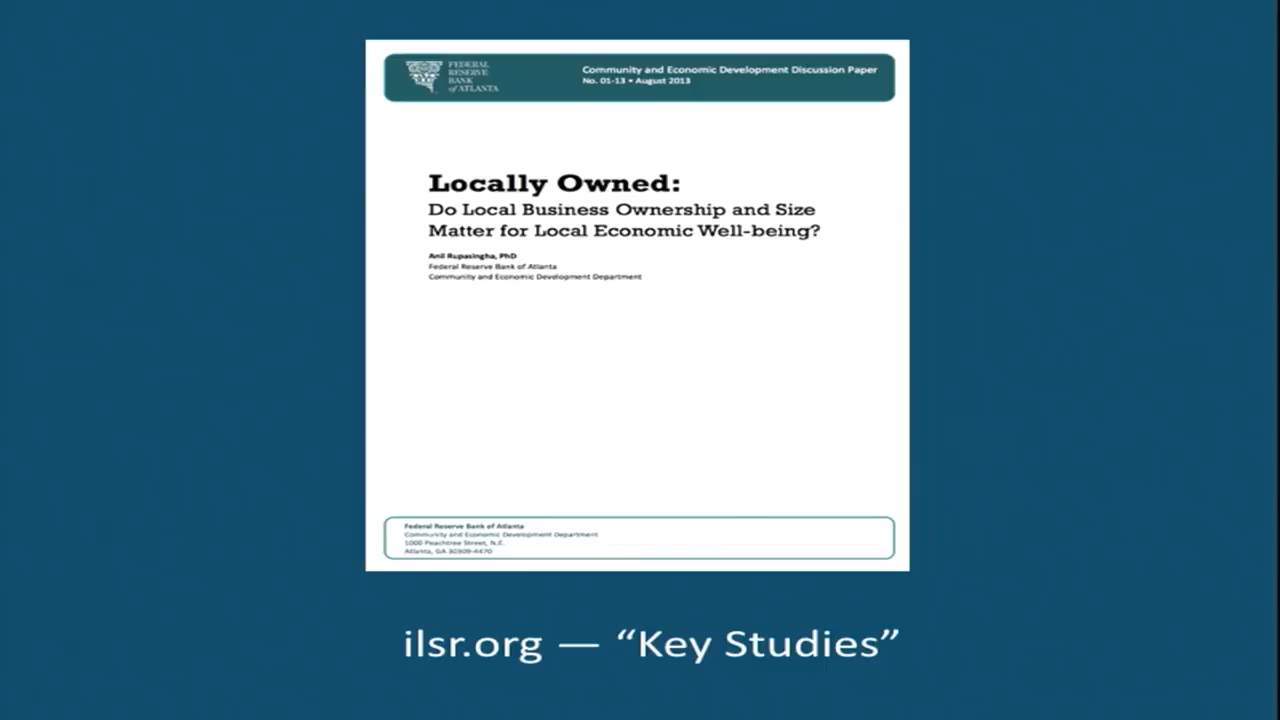 FEDERAL
RESERVE
BANK
of ATLANTA
Community and Economic Development Discussion Paper
No. 01-13 • August 2013
Locally Owned:
Do Local Business Ownership and Size
Matter for Local Economic Well-being?
Anil Rupasingha, PhD
Federal Reserve Bank of Atlanta
Community and Economic Development Department
Federal Reserve Bank of Atlanta
Community and Economic Development Department
1000 Peachtree Street, N.E.
Atlanta, GA 30309-4470
ilsr.org — “Key Studies”